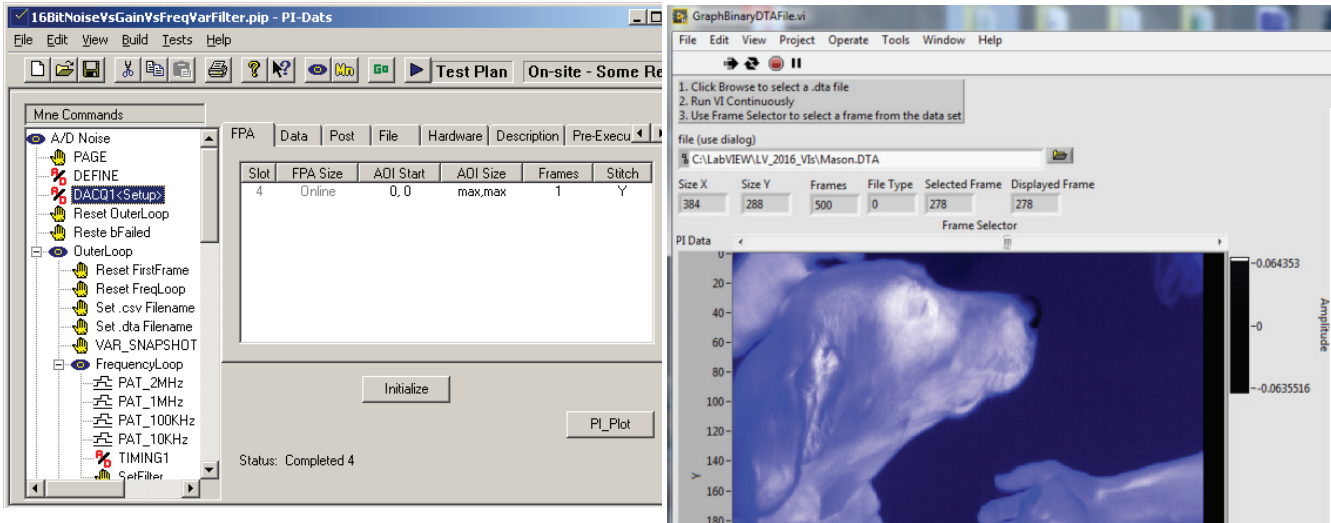 16BitNoiseVsGainVsFreqVarFilter.pip - PI-Dats
File Edit View Build Tests Help
Mn Go Test Plan On-site - Some Re
Mne Commands
A/D Noise
PAGE
DEFINE
DACQ1<Setup>
Reset OuterLoop
Reste bFailed
OuterLoop
Reset FirstFrame
Reset FreqLoop
Set .csv Filename
Set .dta Filename
VAR_SNAPSHOT
FrequencyLoop
PAT_2MHz
PAT_1MHz
PAT_100KHz
PAT_10KHz
TIMING1
SetFilter
FPA Data Post File Hardware Description Pre-Execu
Slot FPA Size AOI Start AOI Size Frames Stitch
4 Online 0, 0 max,max 1 Y
Initialize
PI_Plot
Status: Completed 4
GraphBinaryDTAFile.vi
File Edit View Project Operate Tools Window Help
1. Click Browse to select a .dta file
2. Run VI Continuously
3. Use Frame Selector to select a frame from the data set
file (use dialog)
C:\LabVIEW\LV_2016_VIs\Mason.DTA
Size X Size Y Frames File Type Selected Frame Displayed Frame
384 288 500 0 278 278
Frame Selector
PI Data
0-
20-
40-
60-
80-
100-
120-
140-
160-
180-
Y
-0.064353
-0
--0.0635516
Amplitude